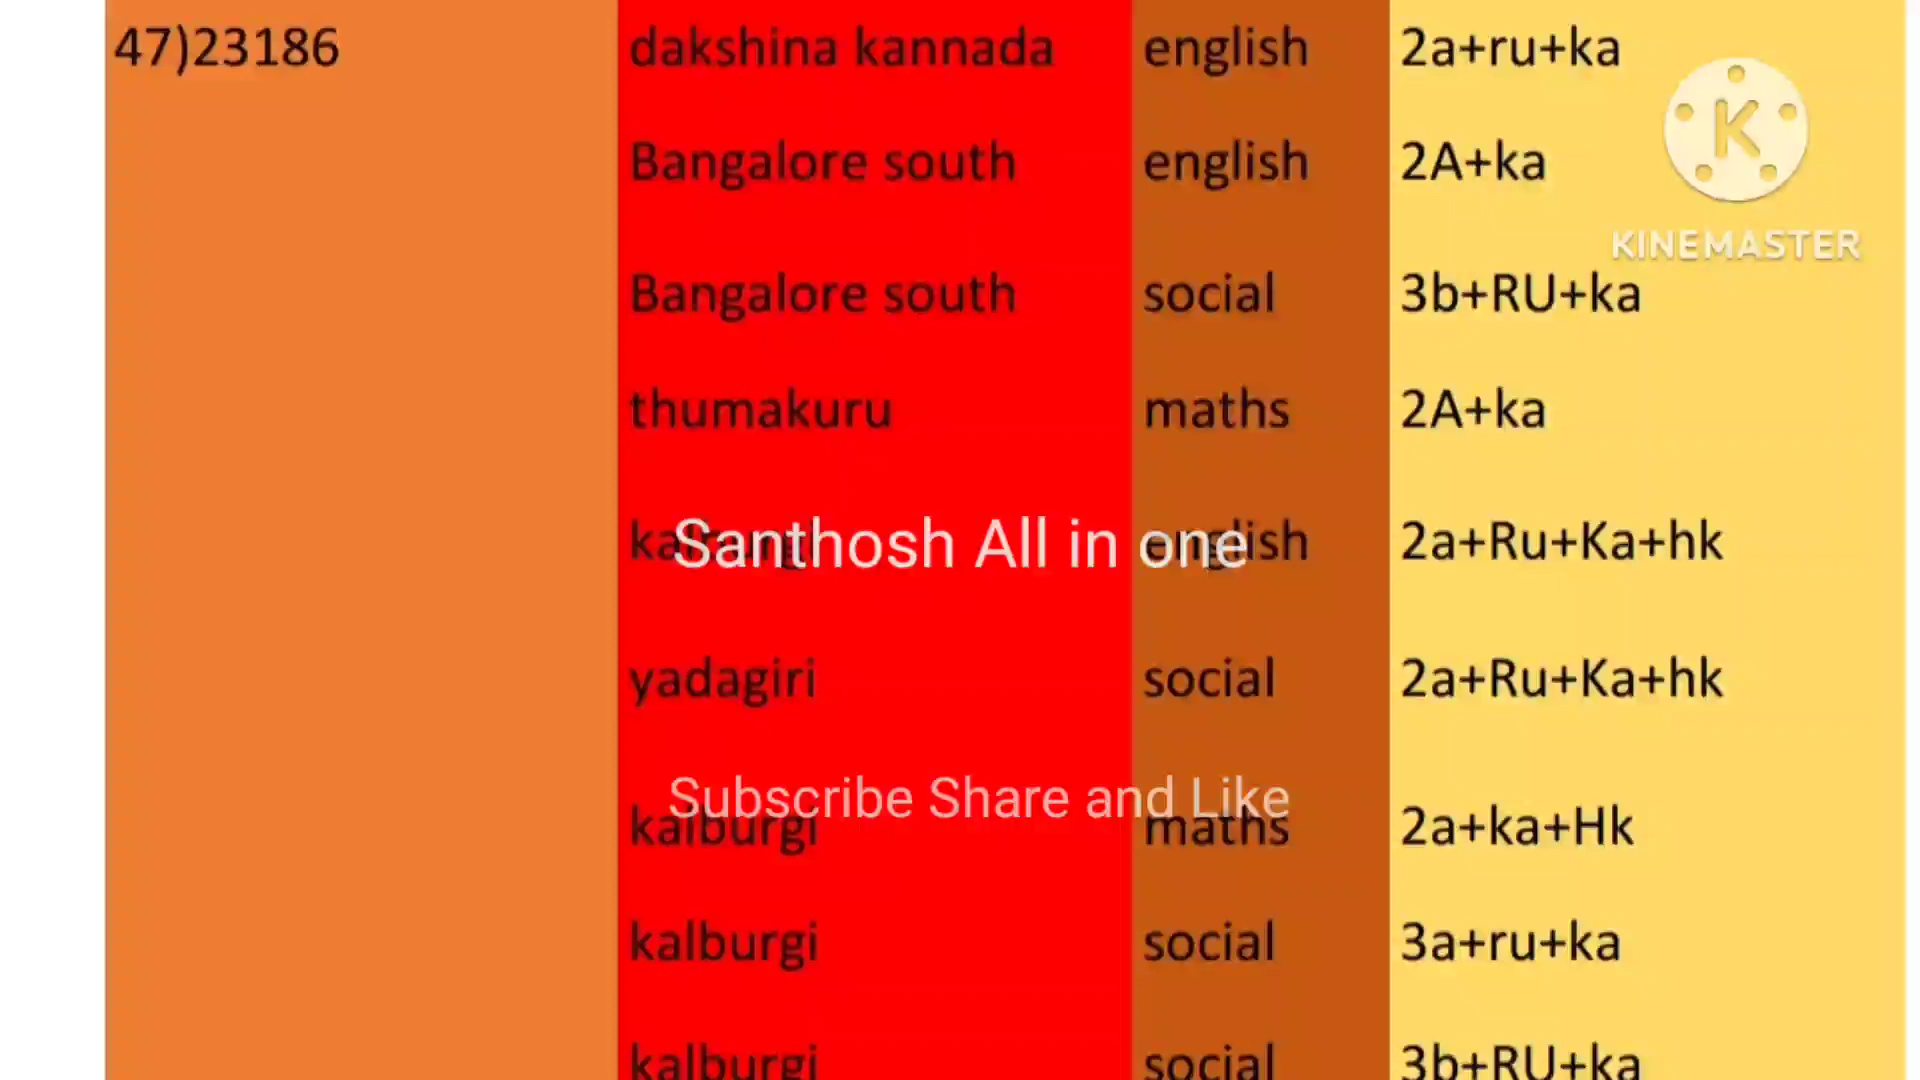 47)23186 dakshina kannada english 2a+ru+ka
Bangalore south english 2A+ka
KINEMASTER
Bangalore south social 3b+RU+ka
thumakuru maths 2A+ka
kalburgi english 2a+Ru+Ka+hk
Santhosh All in one
yadagiri social 2a+Ru+Ka+hk
Subscribe Share and Like
kalburgi maths 2a+ka+Hk
kalburgi social 3a+ru+ka
kalburgi social 3b+RU+ka